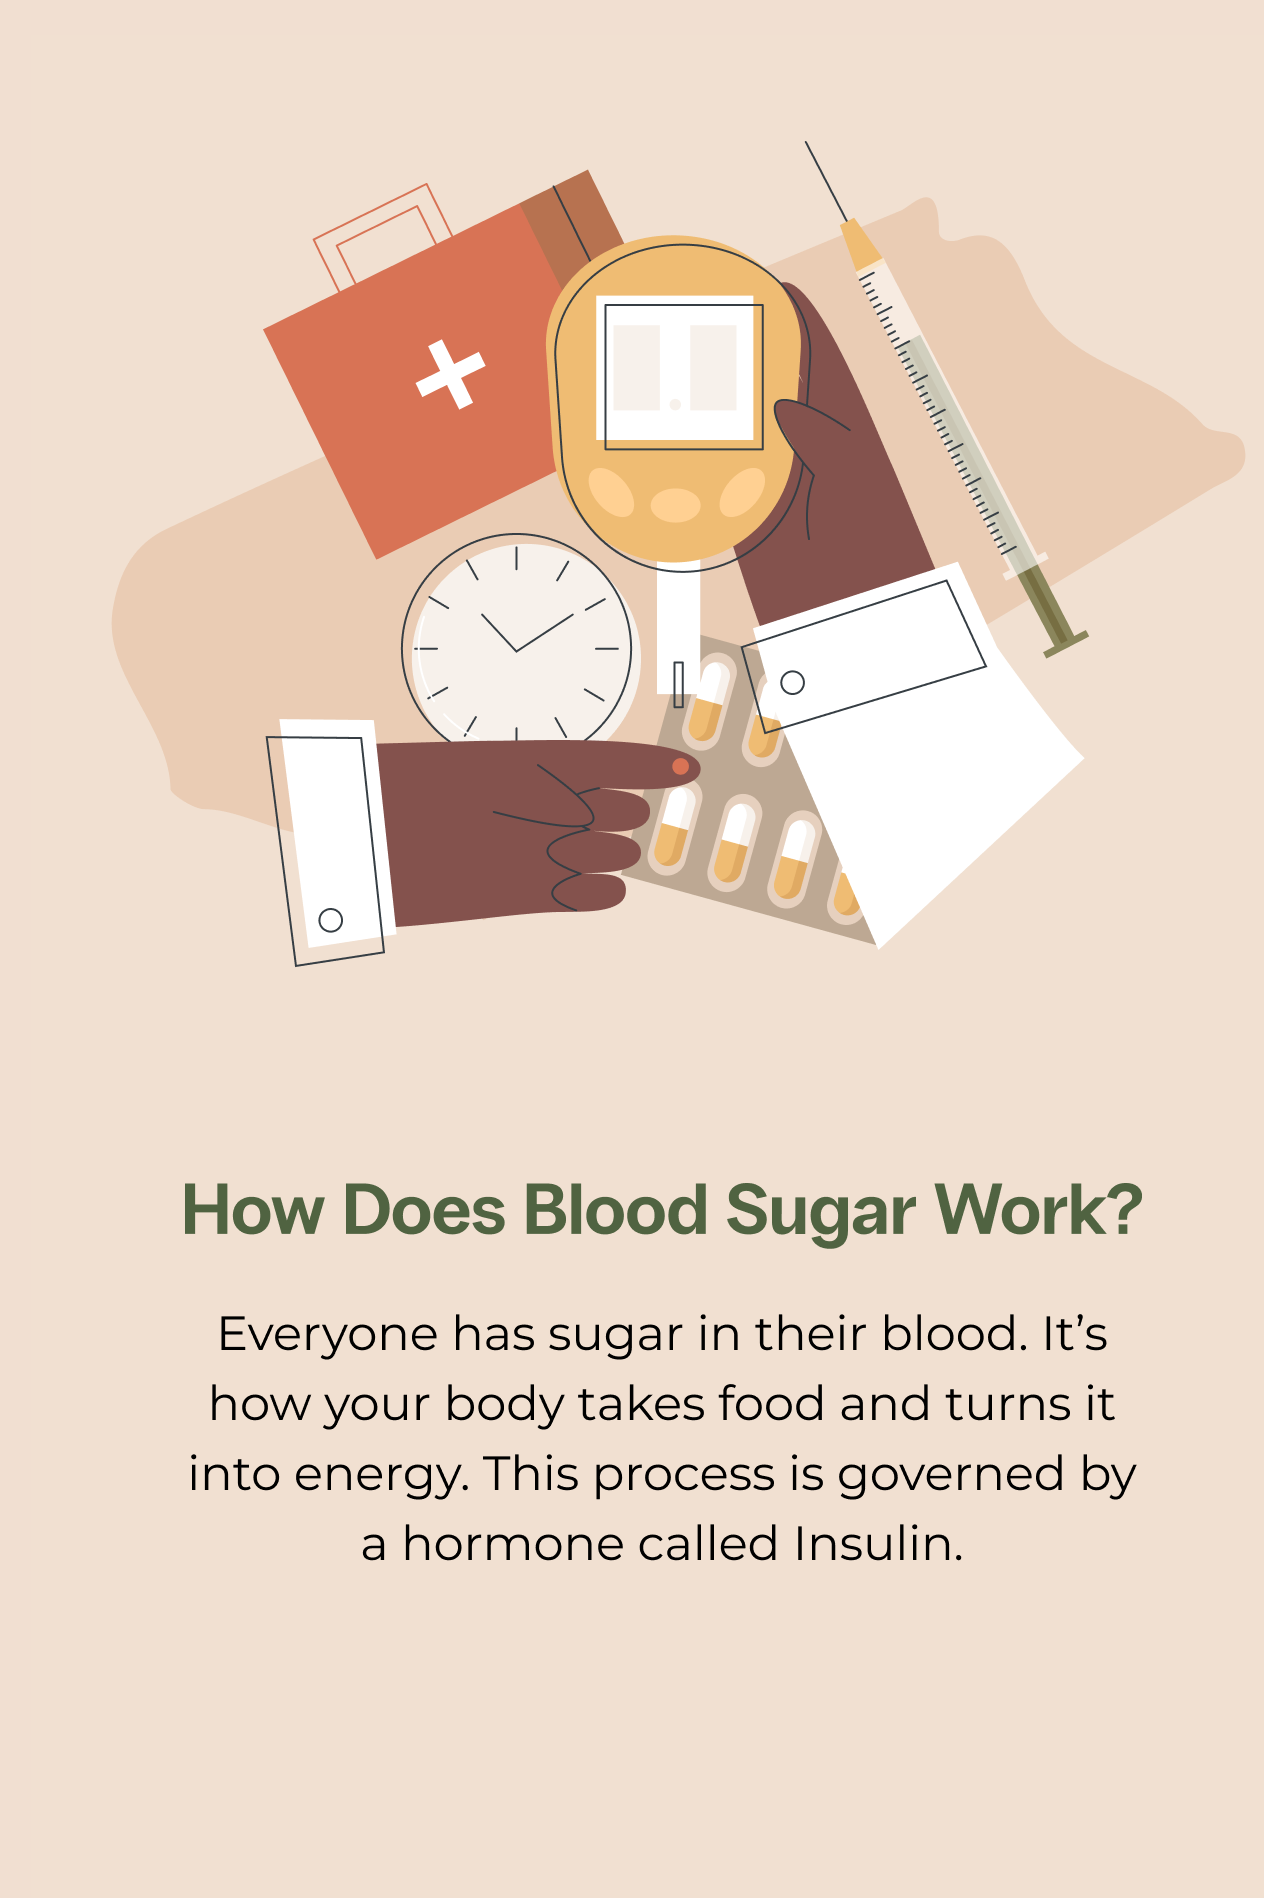 How Does Blood Sugar Work?
Everyone has sugar in their blood. It’s
how your body takes food and turns it
into energy. This process is governed by
a hormone called Insulin.